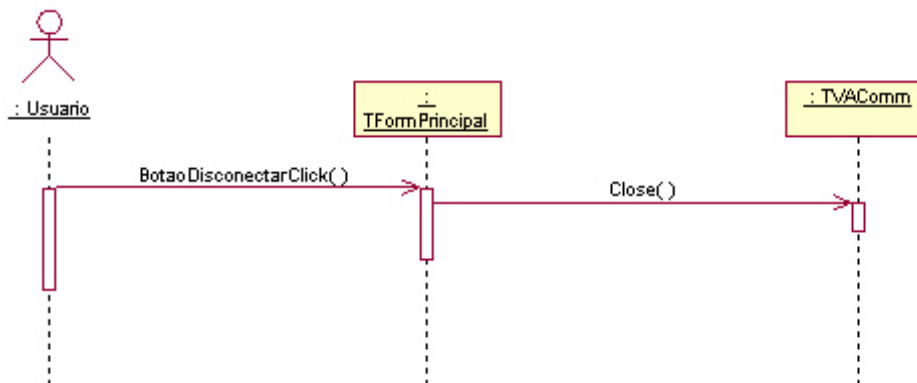 : Usuario
:
TFormPrincipal
: TVAComm
BotaoDisconectarClick( )
Close( )